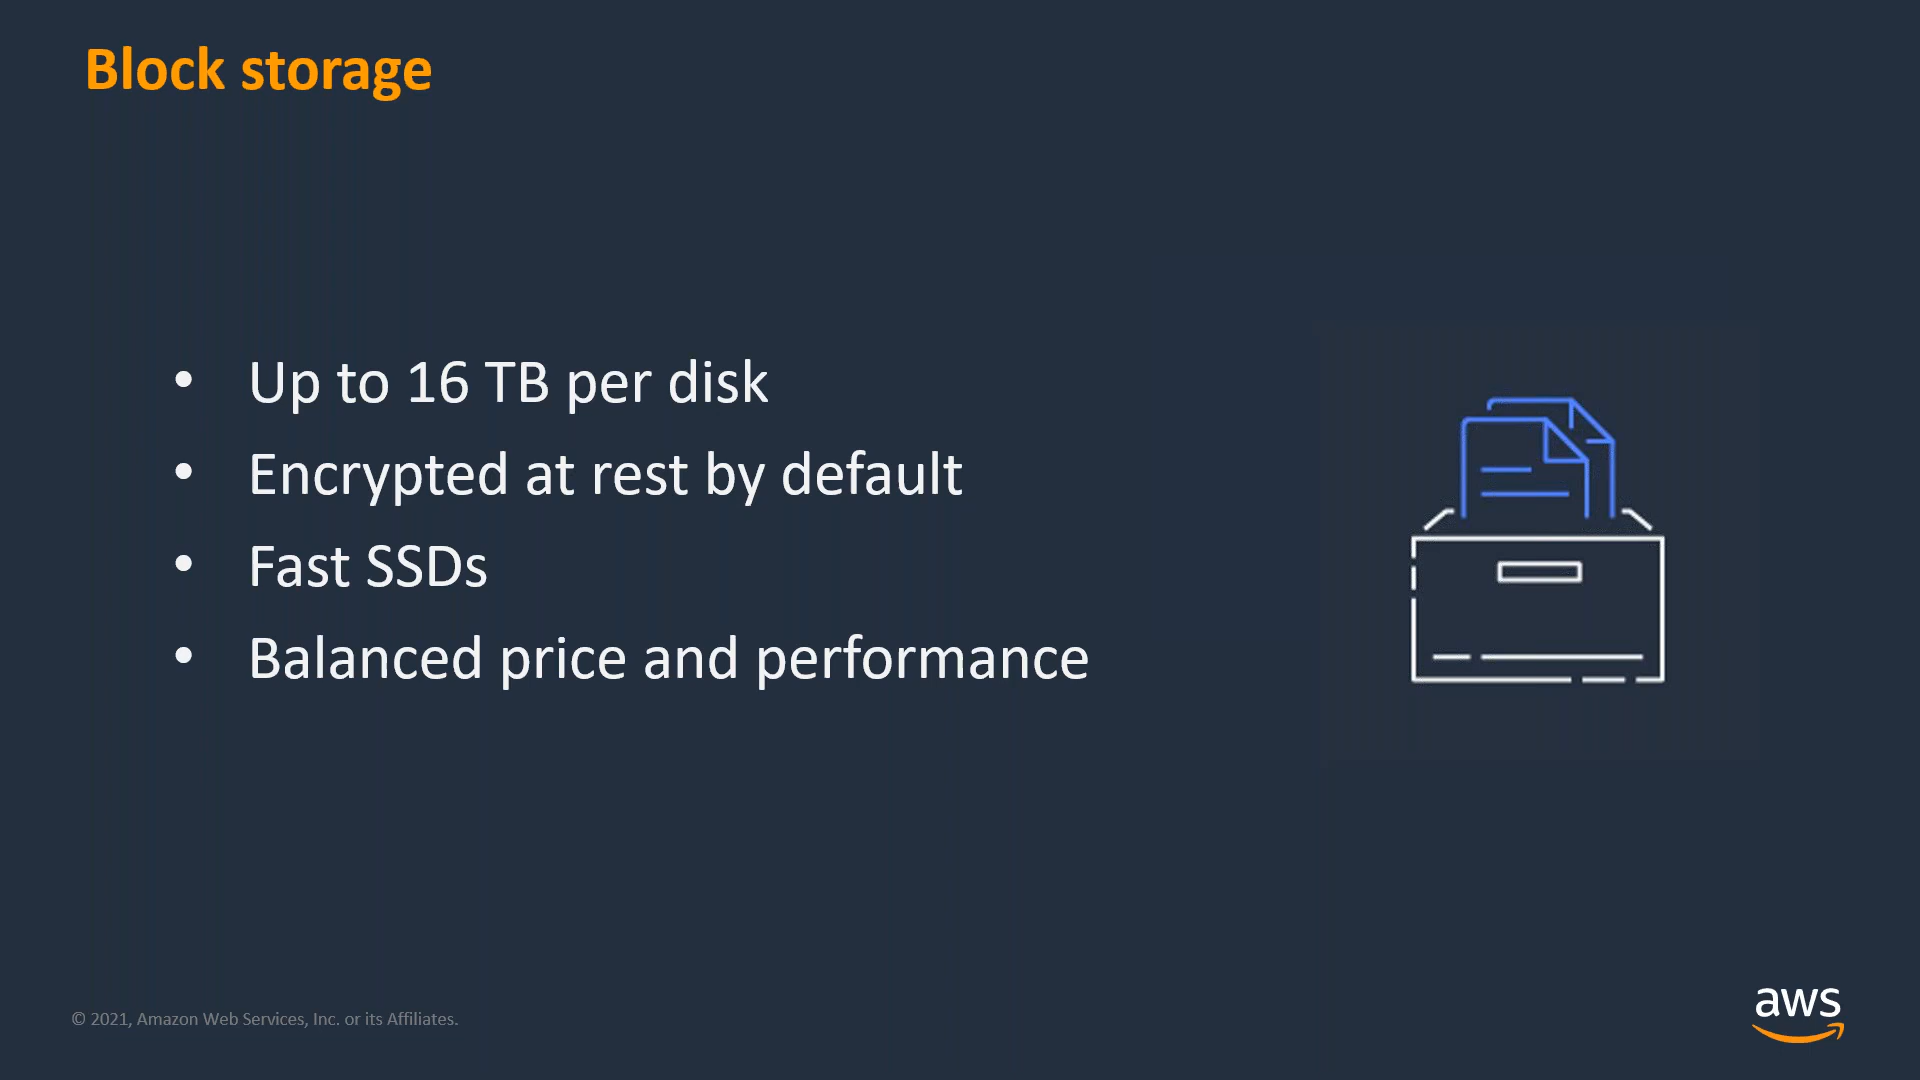 Block storage
• Up to 16 TB per disk
• Encrypted at rest by default
• Fast SSDs
• Balanced price and performance
© 2021, Amazon Web Services, Inc. or its Affiliates.
aws